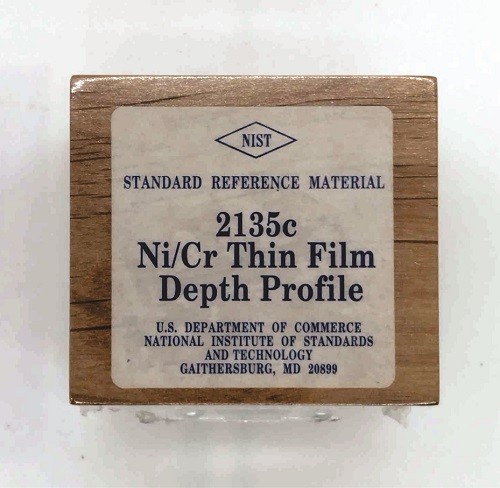 NIST
STANDARD REFERENCE MATERIAL
2135c
Ni/Cr Thin Film
Depth Profile
U.S. DEPARTMENT OF COMMERCE
NATIONAL INSTITUTE OF STANDARDS
AND TECHNOLOGY
GAITHERSBURG, MD 20899